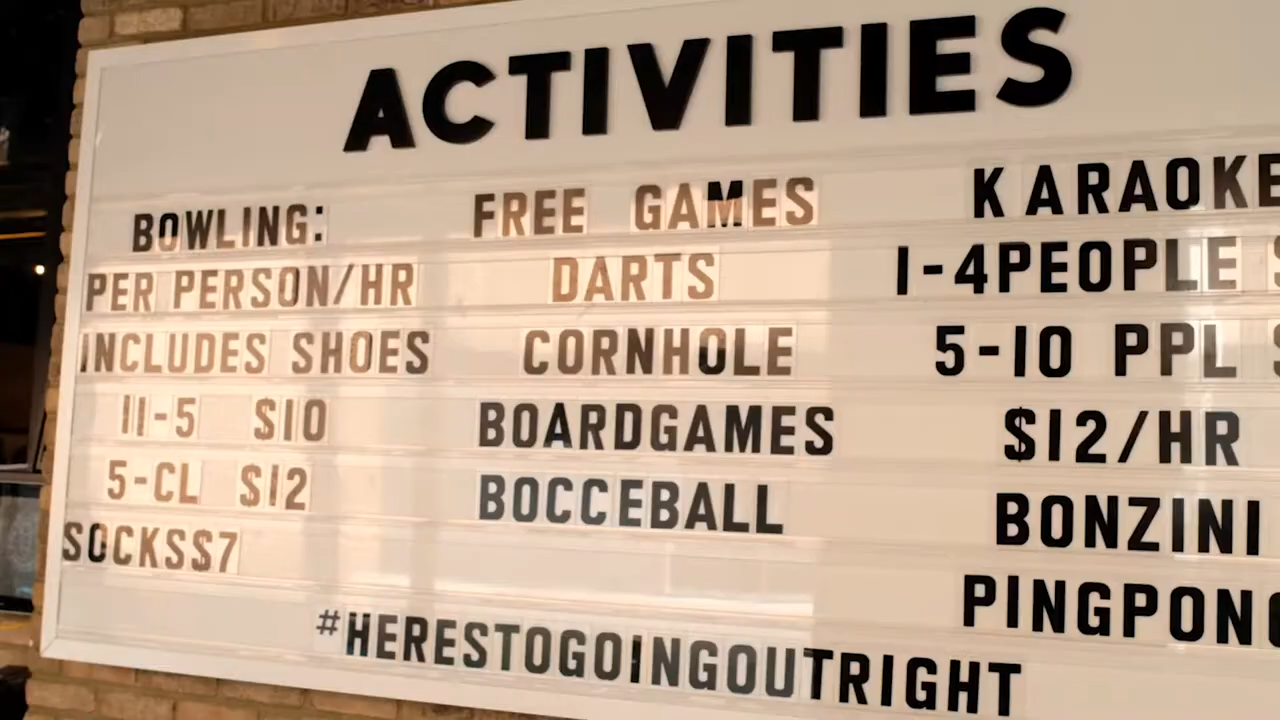 ACTIVITIES
BOWLING:
PER PERSON/HR
INCLUDES SHOES
11-5 $10
5-CL $12
SOCKS$7
FREE GAMES
DARTS
CORNHOLE
BOARDGAMES
BOCCEBALL
KARAOKE
1-4PEOPLE
5-10 PPL
$12/HR
BONZINI
PINGPONG
#HERESTOGOINGOUTRIGHT